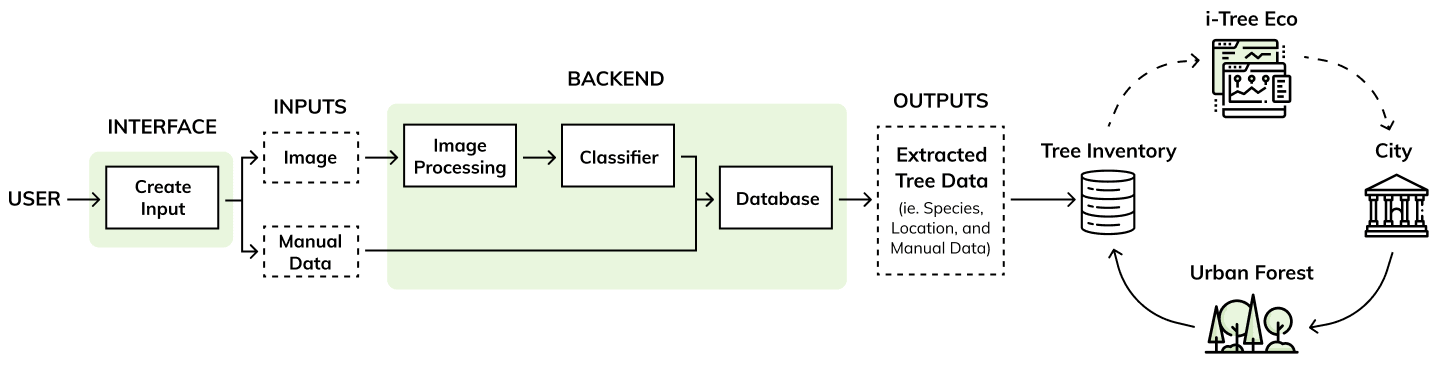 USER
INTERFACE
Create
Input
INPUTS
Image
Manual
Data
BACKEND
Image
Processing
Classifier
Database
OUTPUTS
Extracted
Tree Data
(ie. Species,
Location, and
Manual Data)
Tree Inventory
i-Tree Eco
City
Urban Forest